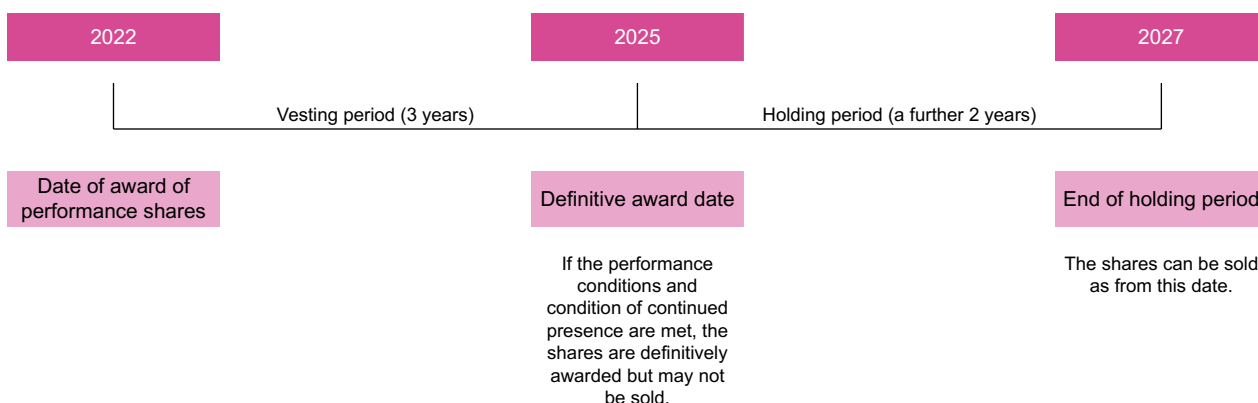 2022
2025
2027
Vesting period (3 years)
Holding period (a further 2 years)
Date of award of
performance shares
Definitive award date
End of holding period
If the performance
conditions and
condition of continued
presence are met, the
shares are definitively
awarded but may not
be sold.
The shares can be sold
as from this date.